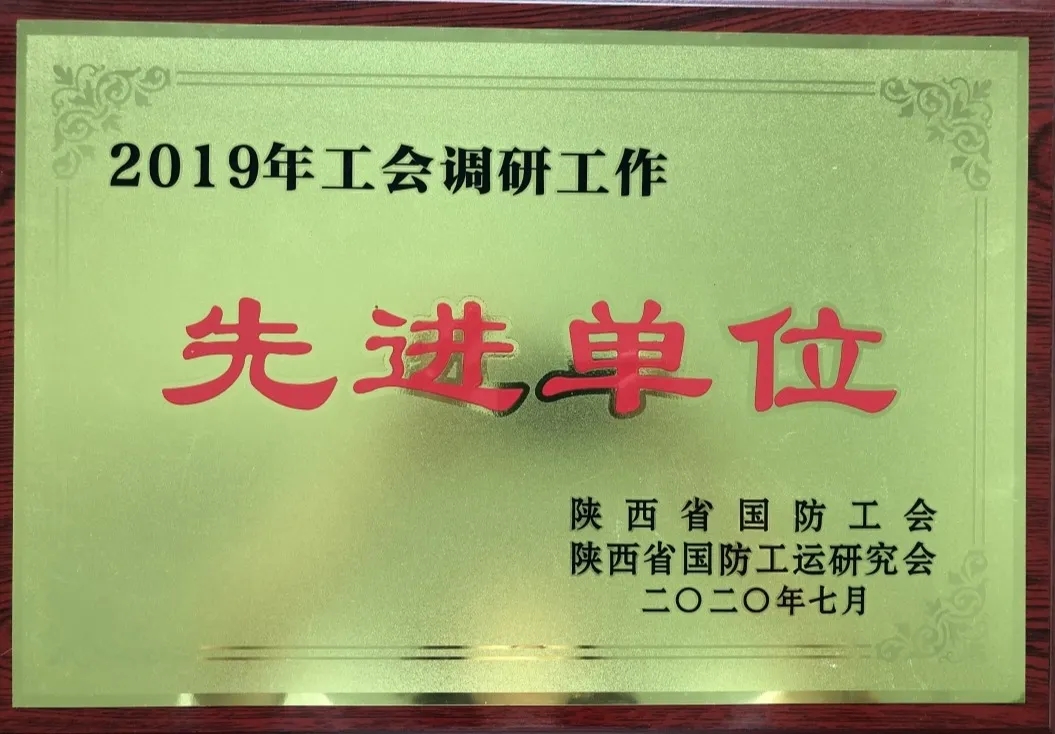 2019年工会调研工作
先进单位
陕西省国防工会
陕西省国防工运研究会
二〇二〇年七月